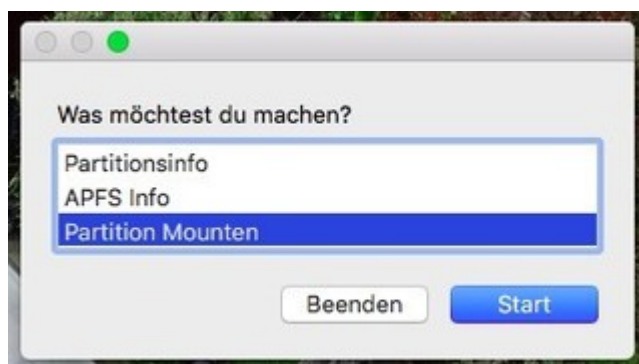 Was möchtest du machen?
Partitionsinfo
APFS Info
Partition Mounten
Beenden
Start